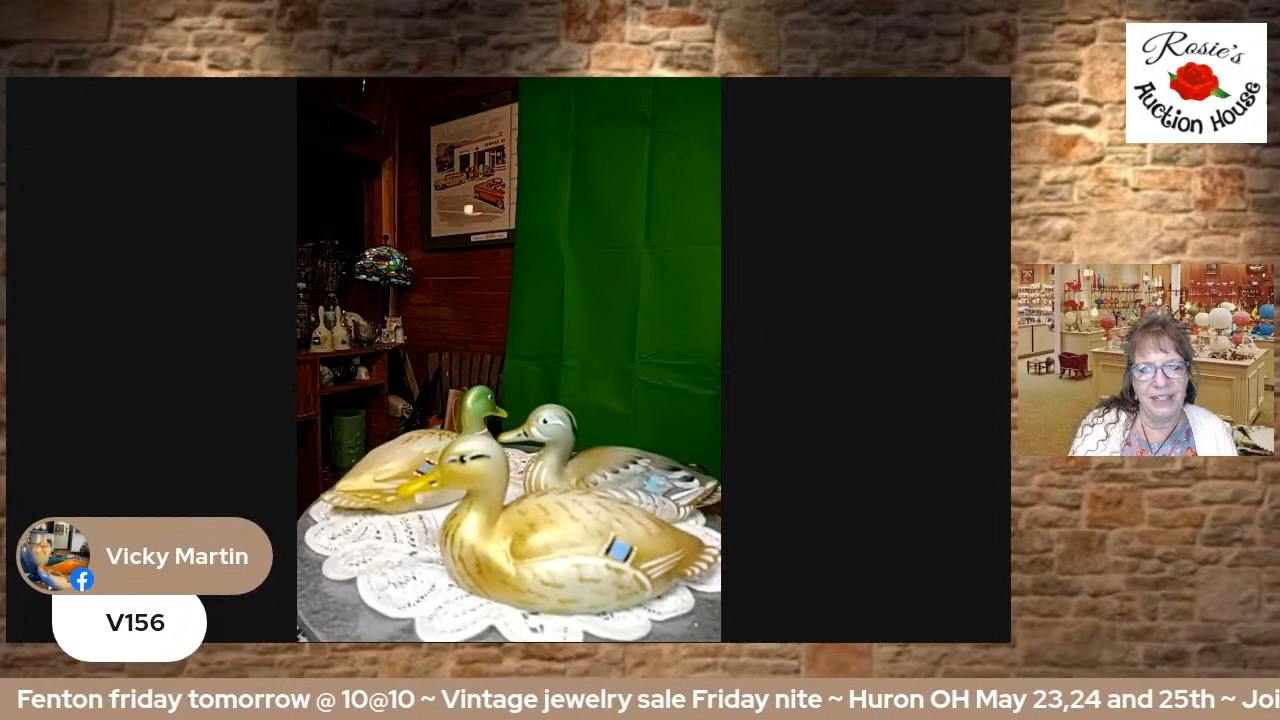 Rosie's
Auction House
Vicky Martin
V156
Fenton friday tomorrow @ 10@10 ~ Vintage jewelry sale Friday nite ~ Huron OH May 23,24 and 25th ~ Joi